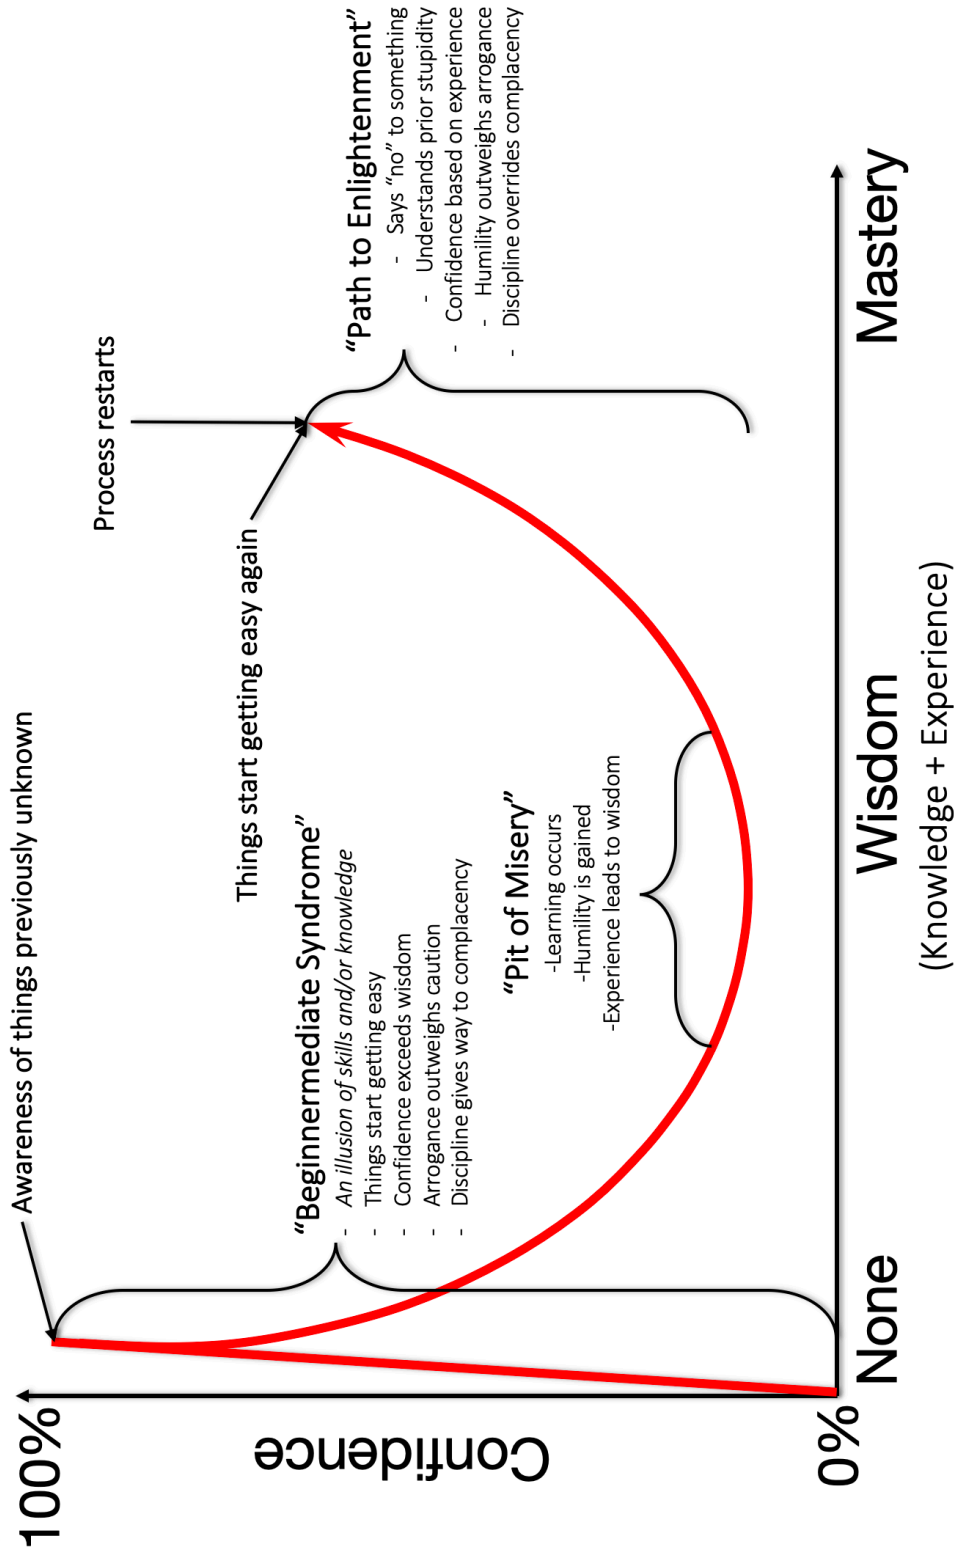 Awareness of things previously unknown
Process restarts
Things start getting easy again
100%
Confidence
0%
“Beginnermediate Syndrome”
- An illusion of skills and/or knowledge
- Things start getting easy
- Confidence exceeds wisdom
- Arrogance outweighs caution
- Discipline gives way to complacency
“Pit of Misery”
-Learning occurs
-Humility is gained
-Experience leads to wisdom
“Path to Enlightenment”
- Says “no” to something
- Understands prior stupidity
- Confidence based on experience
- Humility outweighs arrogance
- Discipline overrides complacency
None
Wisdom
(Knowledge + Experience)
Mastery